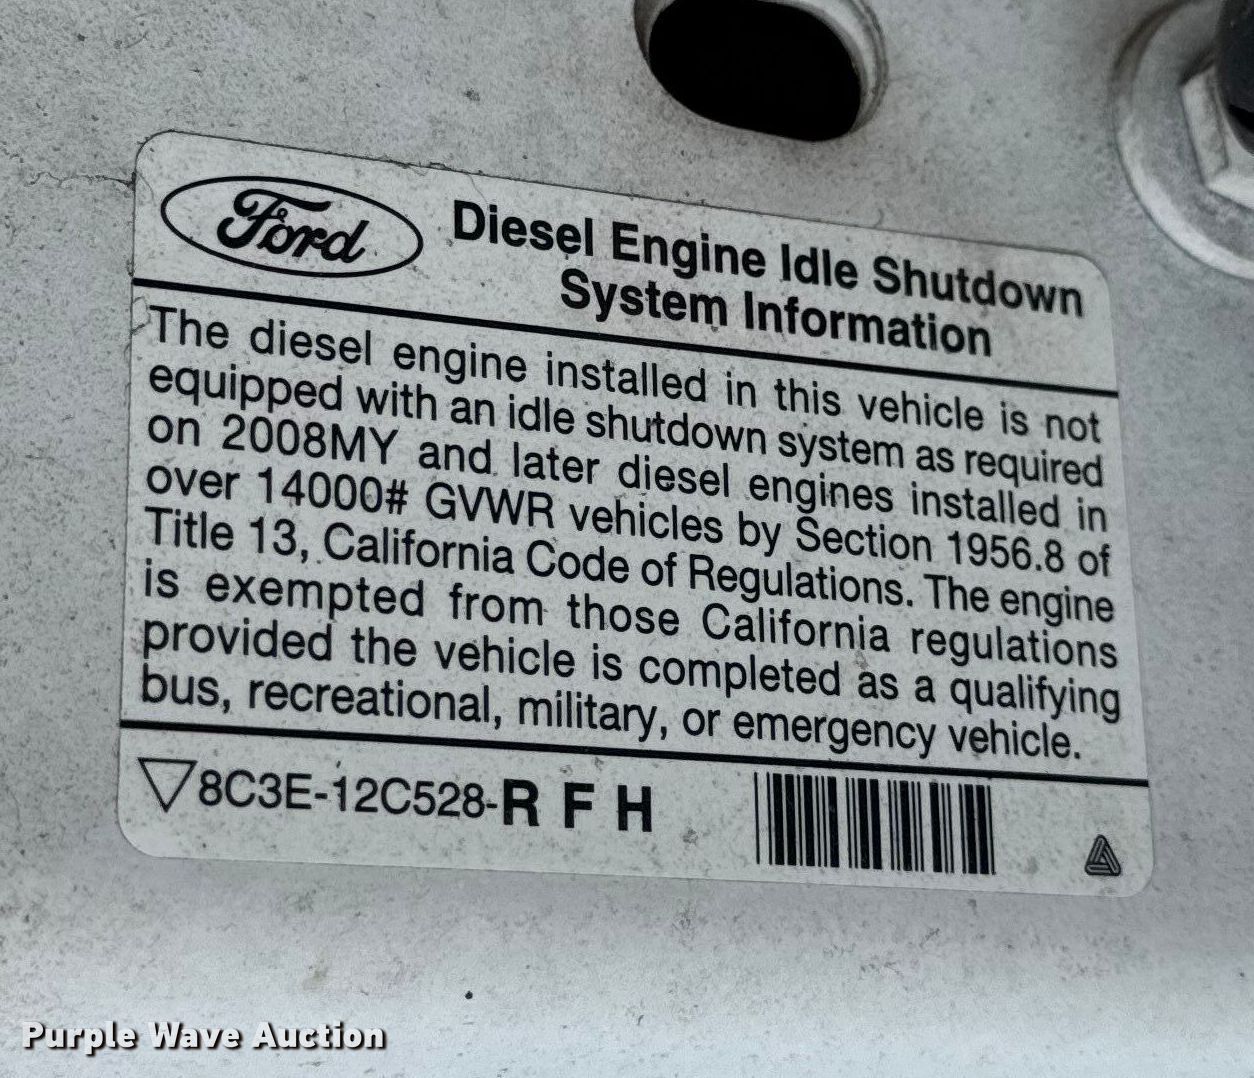 Ford
Diesel Engine Idle Shutdown
System Information
The diesel engine installed in this vehicle is not
equipped with an idle shutdown system as required
on 2008MY and later diesel engines installed in
over 14000# GVWR vehicles by Section 1956.8 of
Title 13, California Code of Regulations. The engine
is exempted from those California regulations
provided the vehicle is completed as a qualifying
bus, recreational, military, or emergency vehicle.
8C3E-12C528-R F H
Purple Wave Auction